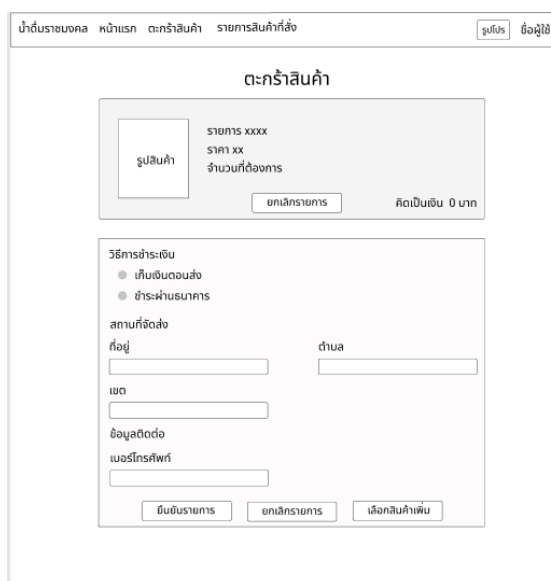 น้ำดื่มราชมงคล หน้าแรก ตะกร้าสินค้า รายการสินค้าที่สั่ง รูปโปร ชื่อผู้ใช้
ตะกร้าสินค้า
รูปสินค้า
รายการ xxxx
ราคา xx
จำนวนที่ต้องการ
ยกเลิกรายการ คิดเป็นเงิน 0 บาท
วิธีการชำระเงิน
เก็บเงินตอนส่ง
ชำระผ่านธนาคาร
สถานที่จัดส่ง
ที่อยู่ ตำบล
เขต
ข้อมูลติดต่อ
เบอร์โทรศัพท์
ยืนยันรายการ ยกเลิกรายการ เลือกสินค้าเพิ่ม